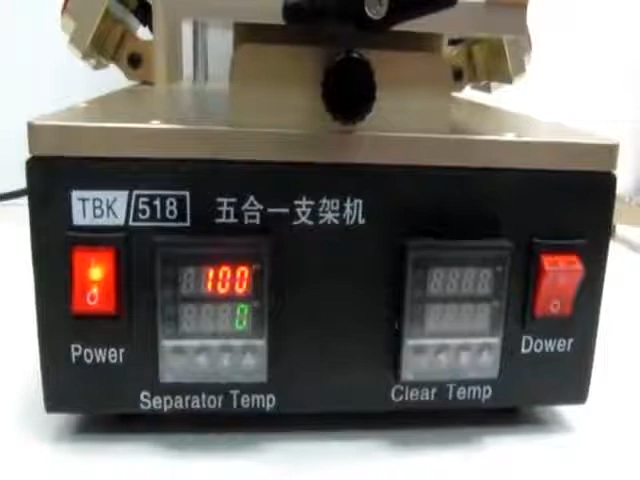 TBK 518 五合一支架机
100
0
Power
Separator Temp
Clear Temp
Dower